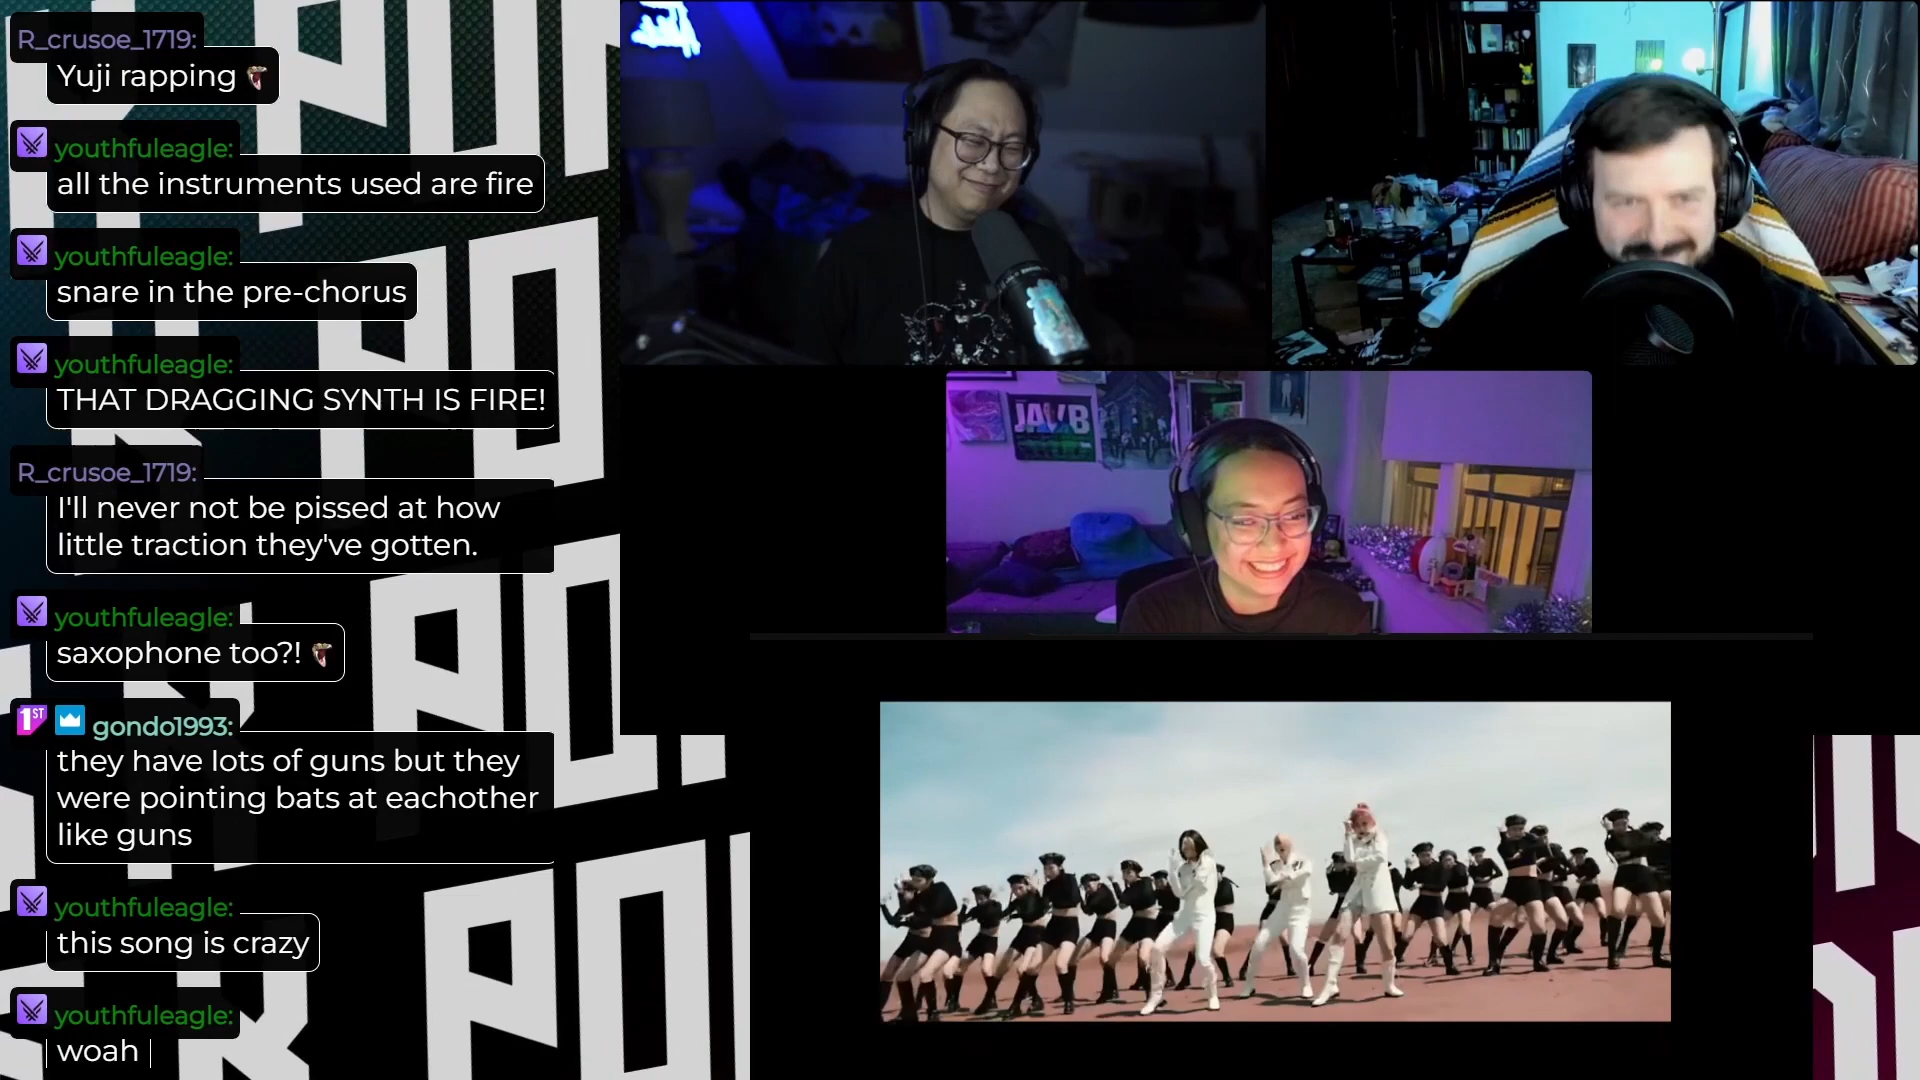 R_crusoe_1719:
Yuji rapping
youthfuleagle:
all the instruments used are fire
youthfuleagle:
snare in the pre-chorus
youthfuleagle:
THAT DRAGGING SYNTH IS FIRE!
R_crusoe_1719:
I'll never not be pissed at how
little traction they've gotten.
youthfuleagle:
saxophone too?!
1ST gondo1993:
they have lots of guns but they
were pointing bats at eachother
like guns
youthfuleagle:
this song is crazy
youthfuleagle:
woah